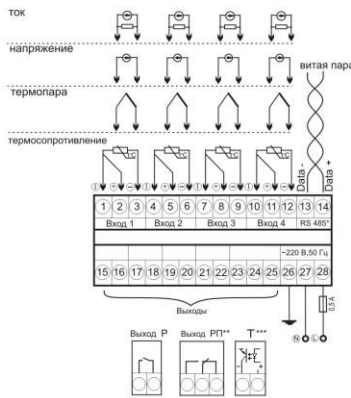 ток
напряжение
витая пара
термопара
термосопротивление
t°C t°C t°C t°C
I + − I + − I + − I + − Data - Data +
1 2 3 4 5 6 7 8 9 10 11 12 13 14
Вход 1 Вход 2 Вход 3 Вход 4 RS 485*
~220 В,50 Гц
15 16 17 18 19 20 21 22 23 24 25 26 27 28
0,5 А
Выходы
N L
Выход Р Выход РП** Т***
- +